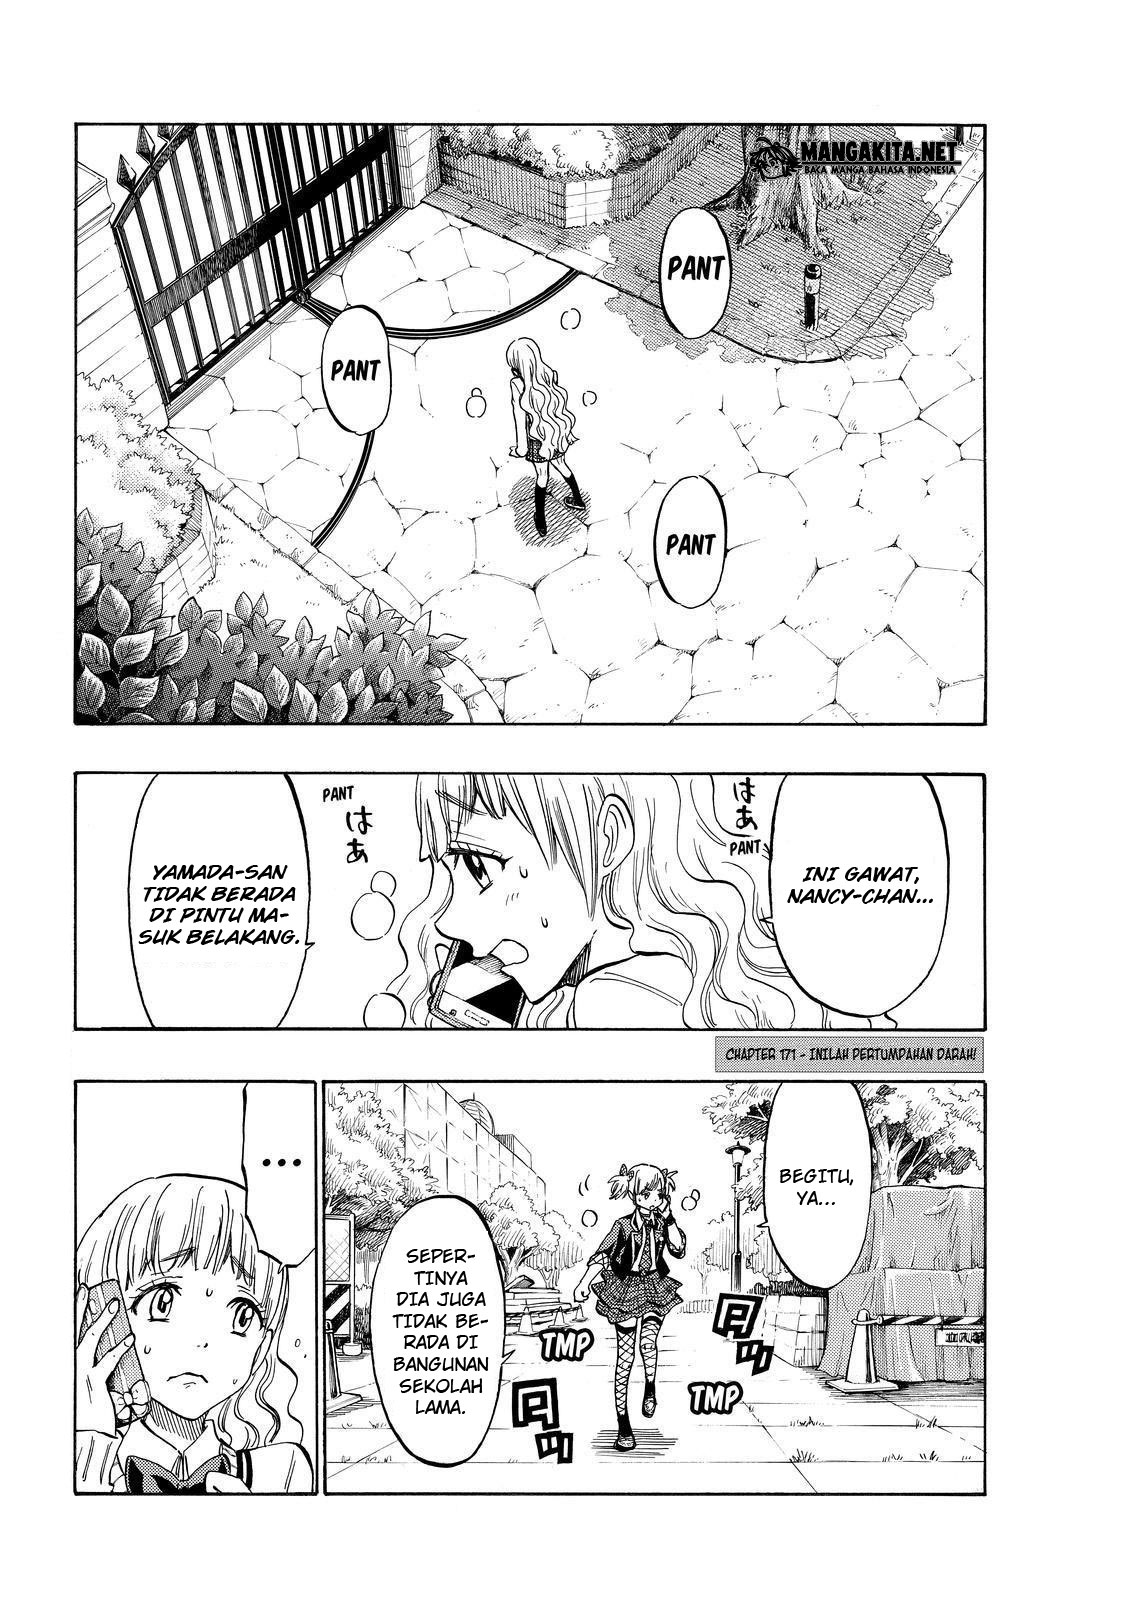 MANGAKITA.NET
BACA MANGA BAHASA INDONESIA
PANT
PANT
PANT
INI GAWAT,
NANCY-CHAN...
はあ
PANT
PANT
はあ
YAMADA-SAN
TIDAK BERADA
DI PINTU MA-
SUK BELAKANG.
CHAPTER 171 - INILAH PERTUMPAHAN DARAH!
BEGITU,
YA...
TMP
TMP
SEPER-
TINYA
DIA JUGA
TIDAK BE-
RADA DI
BANGUNAN
SEKOLAH
LAMA.
...